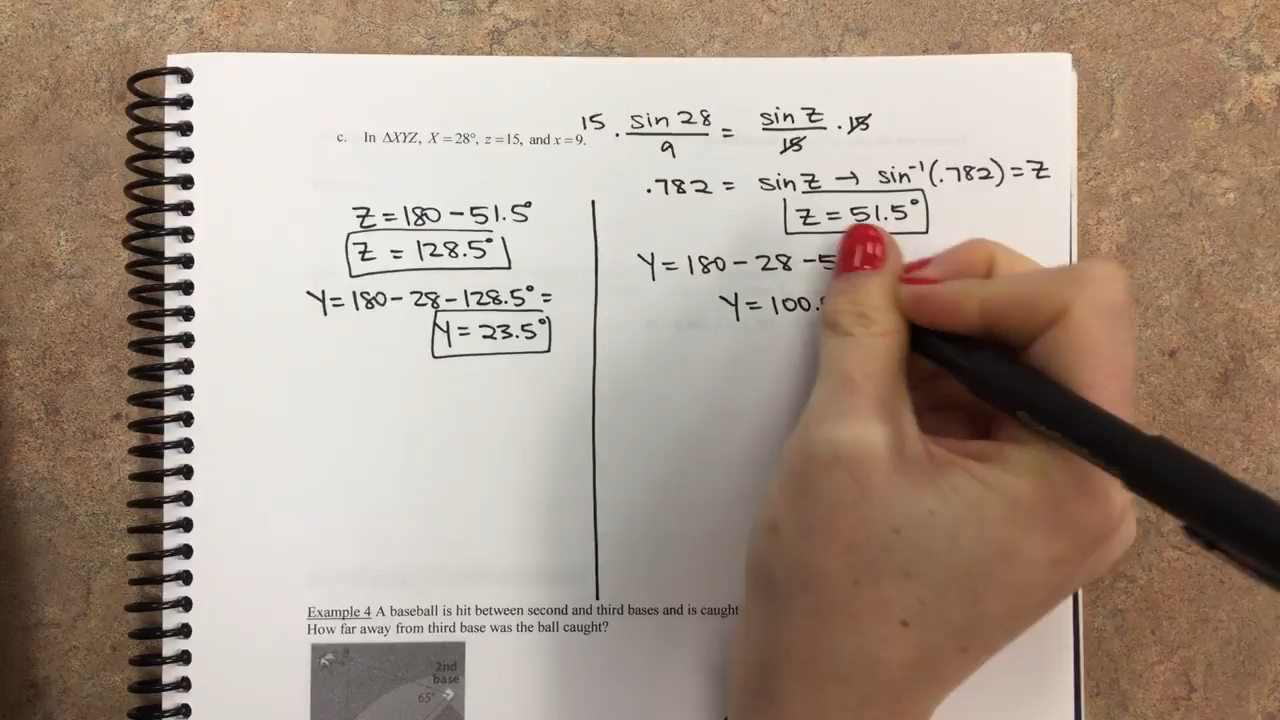 c. In ΔXYZ, X = 28°, z = 15, and x = 9.
15 · sin 28 / 9 = sin Z / 15 · 15
.782 = sin Z → sin⁻¹(.782) = Z
Z = 51.5°
Y = 180 - 28 - 5
Y = 100.
Z = 180 - 51.5°
Z = 128.5°
Y = 180 - 28 - 128.5° =
Y = 23.5°
Example 4 A baseball is hit between second and third bases and is caught
How far away from third base was the ball caught?
2nd
base
65°